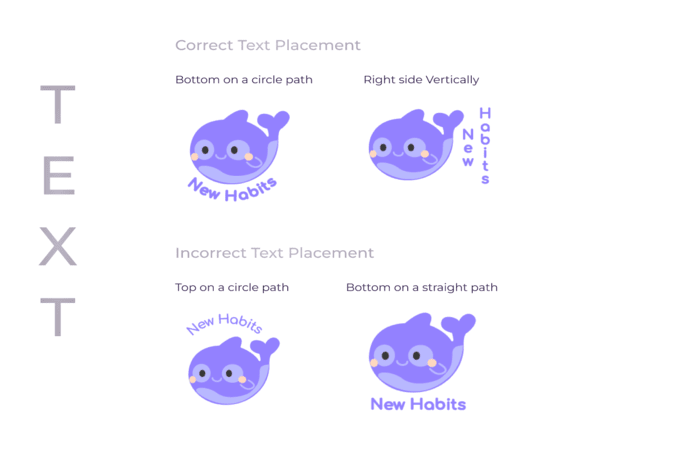 TEXT
Correct Text Placement
Bottom on a circle path
Right side Vertically
New Habits
New Habits
Incorrect Text Placement
Top on a circle path
Bottom on a straight path
New Habits
New Habits